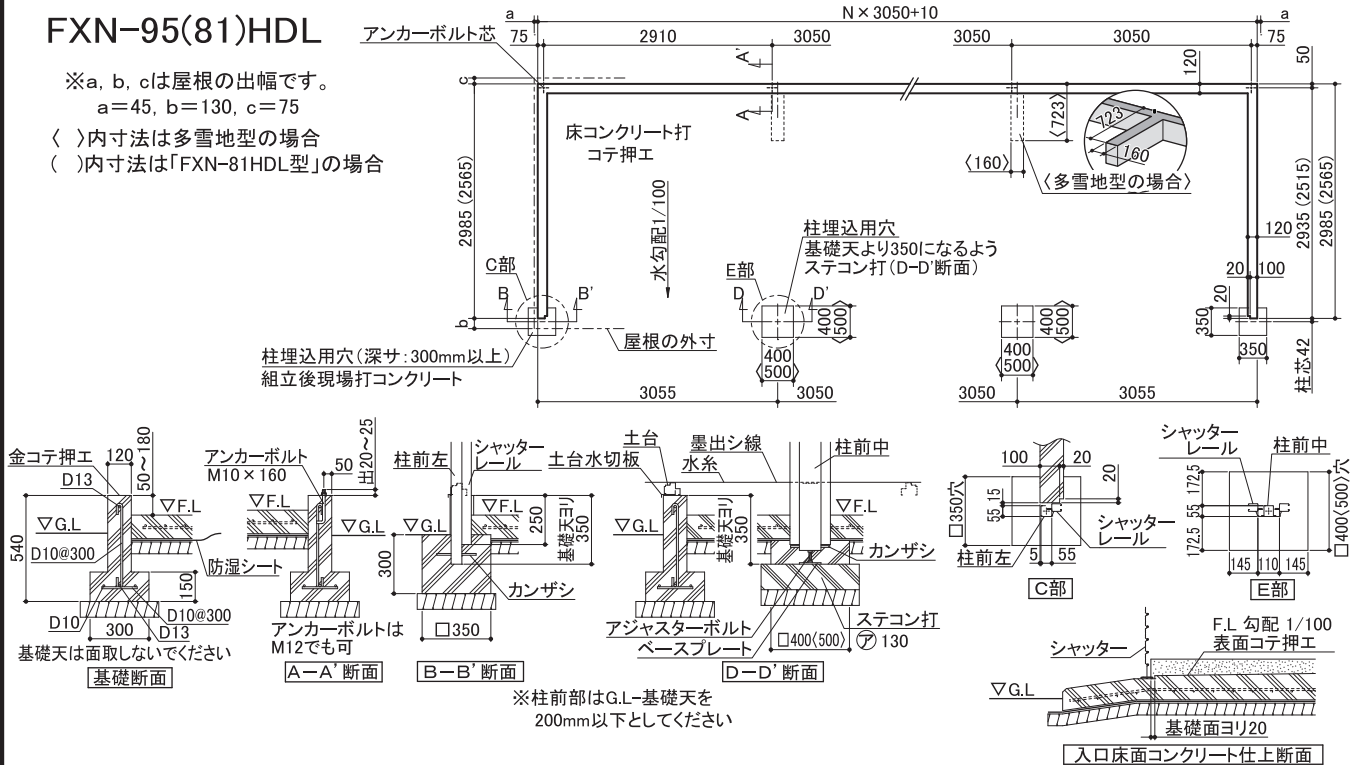 FXN-95(81)HDL
※a, b, cは屋根の出幅です。
a=45, b=130, c=75
〈 〉内寸法は多雪地型の場合
( )内寸法は「FXN-81HDL型」の場合
アンカーボルト芯
a
N×3050+10
a
75
2910
3050
3050
3050
75
A'
A
c
120
50
〈723〉
723
160
〈160〉
〈多雪地型の場合〉
床コンクリート打
コテ押エ
2985 (2565)
水勾配1/100
2935 (2515)
2985 (2565)
120
20
100
20
350
350
柱芯42
柱埋込用穴
基礎天より350になるよう
ステコン打(D-D'断面)
C部
B
B'
b
E部
D
D'
400
〈500〉
400
〈500〉
400
〈500〉
400
〈500〉
屋根の外寸
柱埋込用穴(深サ:300mm以上)
組立後現場打コンクリート
3055
3050
3050
3055
金コテ押エ
120
50~180
D13
▽F.L
▽G.L
540
D10@300
防湿シート
150
D10@300
D10
D13
300
基礎天は面取しないでください
基礎断面
アンカーボルト
M10×160
50
出20~25
▽F.L
▽G.L
アンカーボルトは
M12でも可
A-A' 断面
柱前左
シャッター
レール
▽F.L
▽G.L
250
基礎天ヨリ
350
300
カンザシ
□350
B-B' 断面
土台
土台水切板
墨出シ線
水糸
柱前中
▽F.L
▽G.L
基礎天ヨリ
350
カンザシ
アジャスターボルト
ベースプレート
□400〈500〉
ステコン打
㋐130
D-D' 断面
※柱前部はG.L-基礎天を
200mm以下としてください
100
20
20
□350穴
55
15
柱前左
5
55
シャッター
レール
C部
シャッター
レール
柱前中
172.5
55
172.5
□400〈500〉穴
145
110
145
E部
シャッター
F.L 勾配 1/100
表面コテ押エ
▽G.L
基礎面ヨリ20
入口床面コンクリート仕上断面